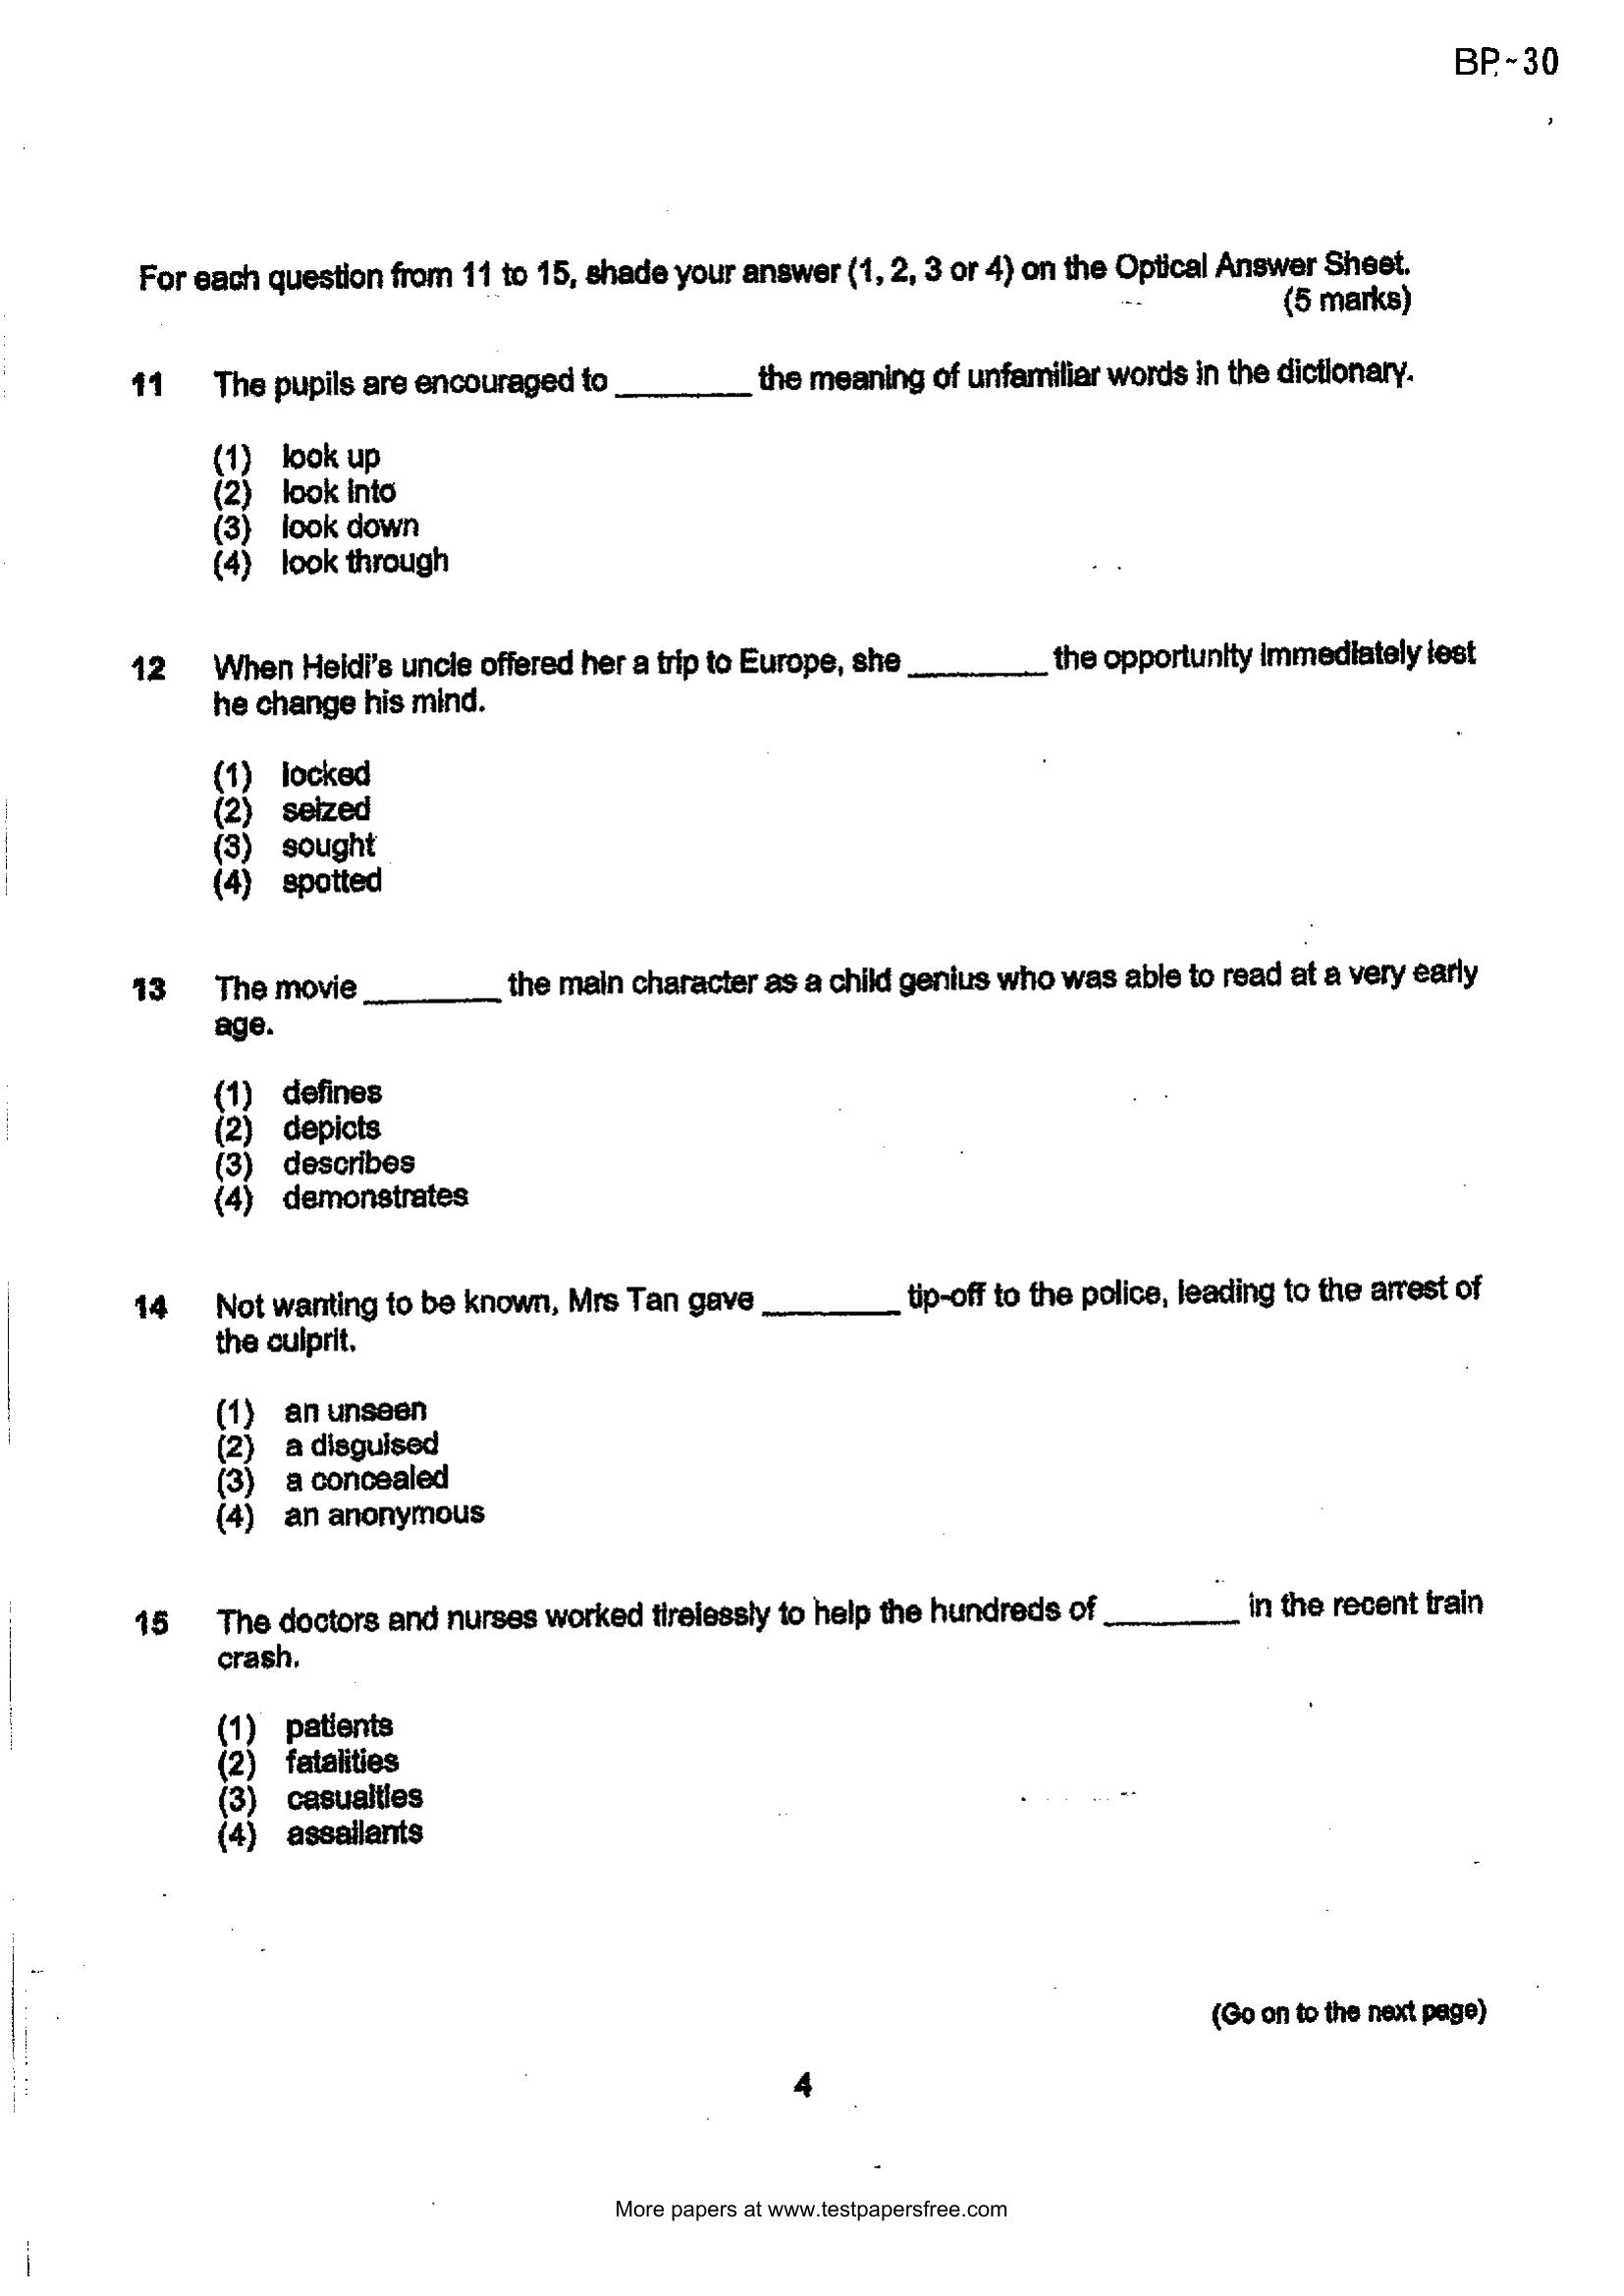 BP~30
For each question from 11 to 15, shade your answer (1, 2, 3 or 4) on the Optical Answer Sheet.
(5 marks)
11 The pupils are encouraged to ________ the meaning of unfamiliar words in the dictionary.
(1) look up
(2) look into
(3) look down
(4) look through
12 When Heidi's uncle offered her a trip to Europe, she ________ the opportunity immediately lest
he change his mind.
(1) locked
(2) seized
(3) sought
(4) spotted
13 The movie ________ the main character as a child genius who was able to read at a very early
age.
(1) defines
(2) depicts
(3) describes
(4) demonstrates
14 Not wanting to be known, Mrs Tan gave ________ tip-off to the police, leading to the arrest of
the culprit.
(1) an unseen
(2) a disguised
(3) a concealed
(4) an anonymous
15 The doctors and nurses worked tirelessly to help the hundreds of ________ in the recent train
crash.
(1) patients
(2) fatalities
(3) casualties
(4) assailants
(Go on to the next page)
4
More papers at www.testpapersfree.com